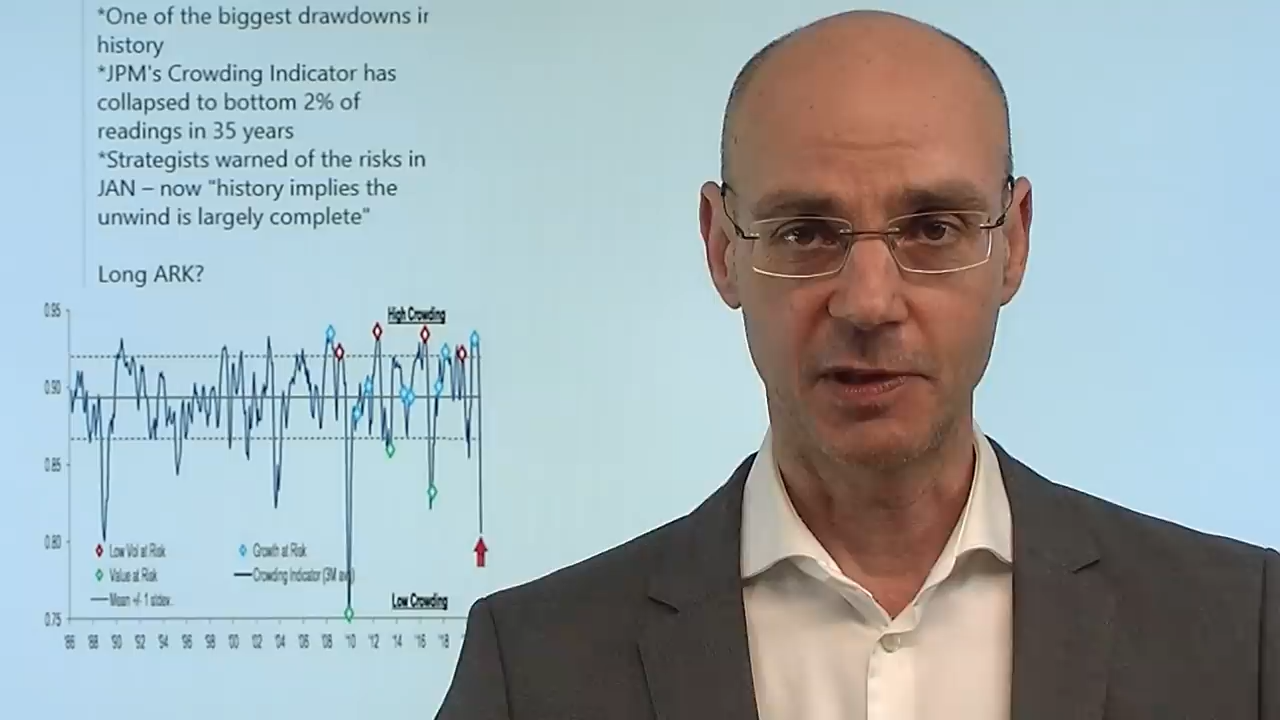 *One of the biggest drawdowns in
history
*JPM's Crowding Indicator has
collapsed to bottom 2% of
readings in 35 years
*Strategists warned of the risks in
JAN – now "history implies the
unwind is largely complete"
Long ARK?
0.95
High Crowding
0.90
0.85
0.80
Low Vol at Risk
Growth at Risk
Value at Risk
Crowding Indicator (3M
Mean +/- 1 stdev.
Low Crowding
0.75
86 88 90 92 94 96 98 00 02 04 06 08 '10 '12 '14 '16 '18